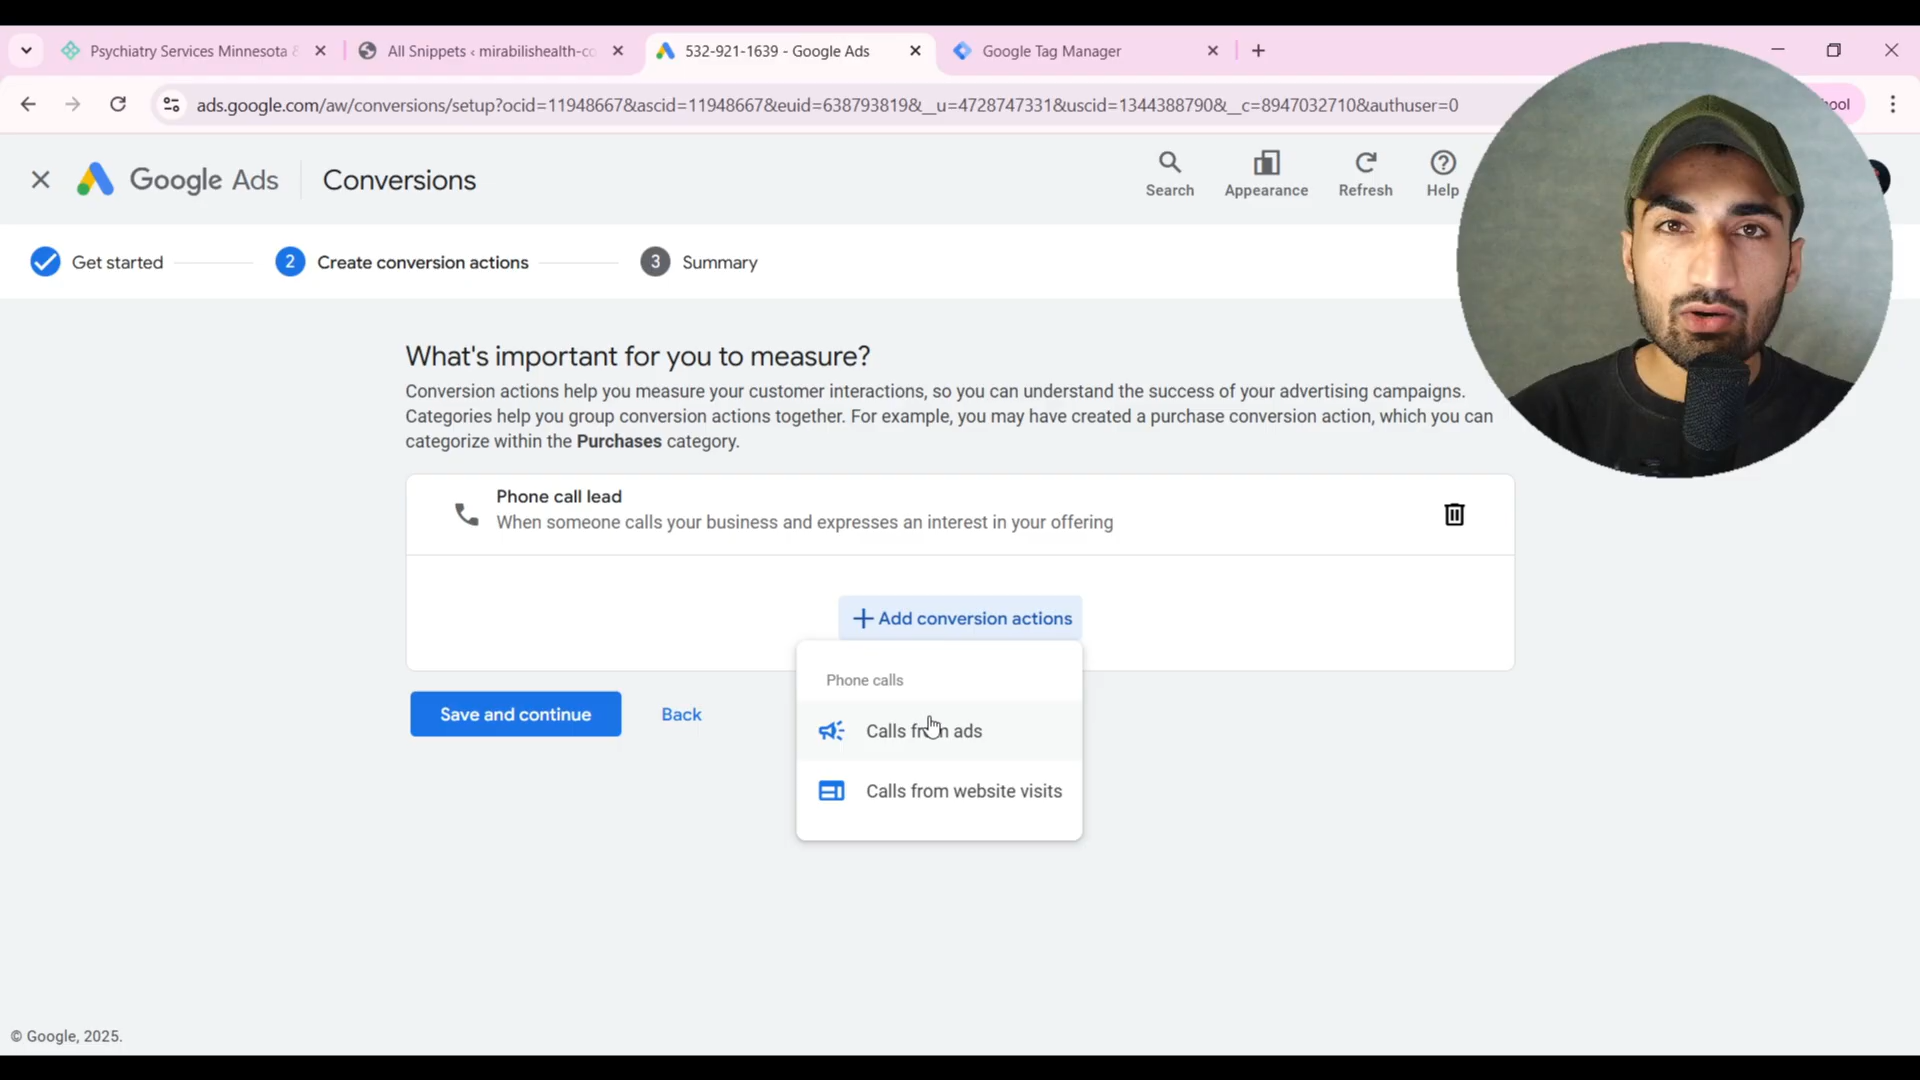 Psychiatry Services Minnesota &
All Snippets ‹ mirabilishealth-co
532-921-1639 - Google Ads
Google Tag Manager
ads.google.com/aw/conversions/setup?ocid=11948667&ascid=11948667&euid=638793819&__u=4728747331&uscid=1344388790&__c=8947032710&authuser=0
hool
Google Ads
Conversions
Search
Appearance
Refresh
Help
Get started
2
Create conversion actions
3
Summary
What's important for you to measure?
Conversion actions help you measure your customer interactions, so you can understand the success of your advertising campaigns.
Categories help you group conversion actions together. For example, you may have created a purchase conversion action, which you can
categorize within the Purchases category.
Phone call lead
When someone calls your business and expresses an interest in your offering
+ Add conversion actions
Phone calls
Save and continue
Back
Calls from ads
Calls from website visits
© Google, 2025.